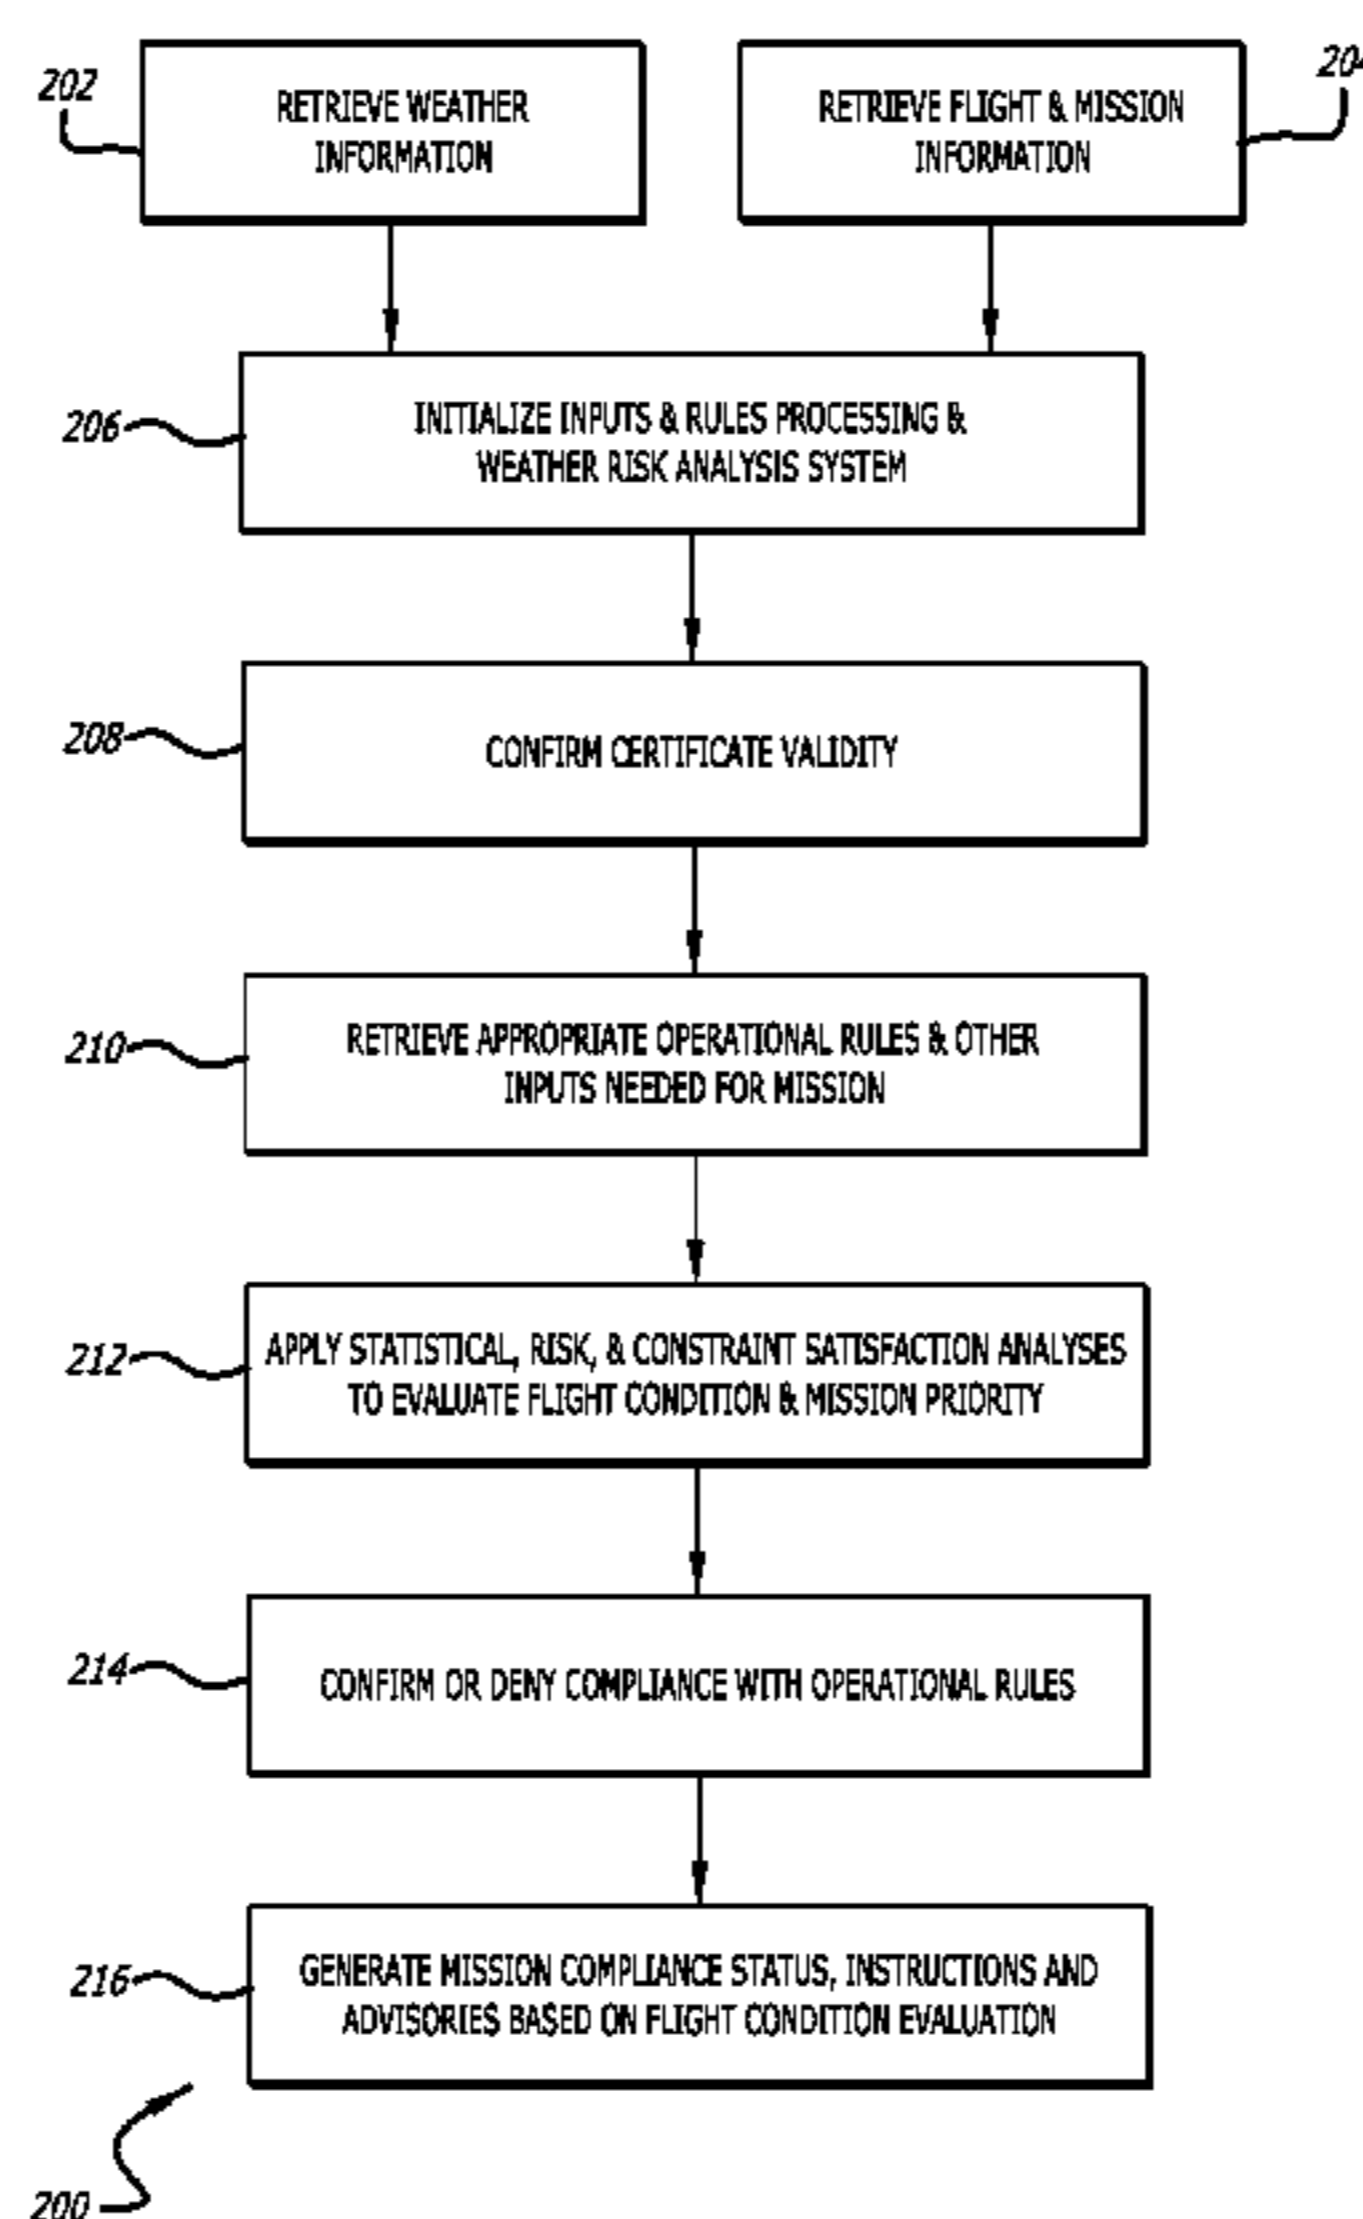 202
RETRIEVE WEATHER
INFORMATION
RETRIEVE FLIGHT & MISSION
INFORMATION
204
206
INITIALIZE INPUTS & RULES PROCESSING &
WEATHER RISK ANALYSIS SYSTEM
208
CONFIRM CERTIFICATE VALIDITY
210
RETRIEVE APPROPRIATE OPERATIONAL RULES & OTHER
INPUTS NEEDED FOR MISSION
212
APPLY STATISTICAL, RISK, & CONSTRAINT SATISFACTION ANALYSES
TO EVALUATE FLIGHT CONDITION & MISSION PRIORITY
214
CONFIRM OR DENY COMPLIANCE WITH OPERATIONAL RULES
216
GENERATE MISSION COMPLIANCE STATUS, INSTRUCTIONS AND
ADVISORIES BASED ON FLIGHT CONDITION EVALUATION
200